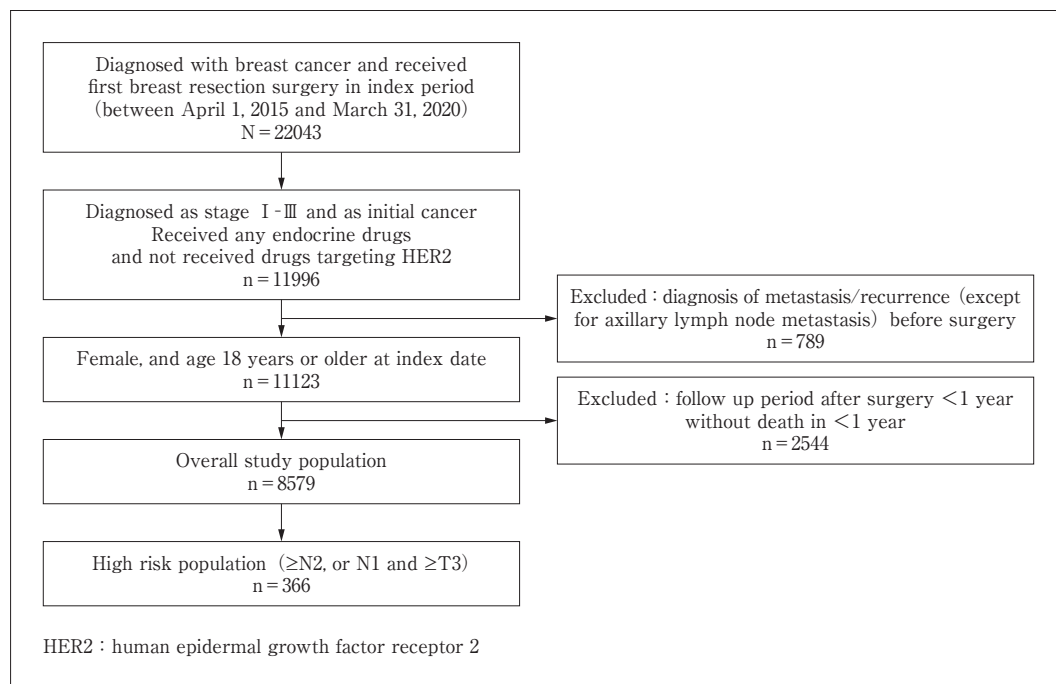 Diagnosed with breast cancer and received
first breast resection surgery in index period
(between April 1, 2015 and March 31, 2020)
N=22043
Diagnosed as stage Ⅰ-Ⅲ and as initial cancer
Received any endocrine drugs
and not received drugs targeting HER2
n=11996
Excluded：diagnosis of metastasis/recurrence (except
for axillary lymph node metastasis) before surgery
n=789
Female, and age 18 years or older at index date
n=11123
Excluded：follow up period after surgery <1 year
without death in <1 year
n=2544
Overall study population
n=8579
High risk population (≥N2, or N1 and ≥T3)
n=366
HER2：human epidermal growth factor receptor 2